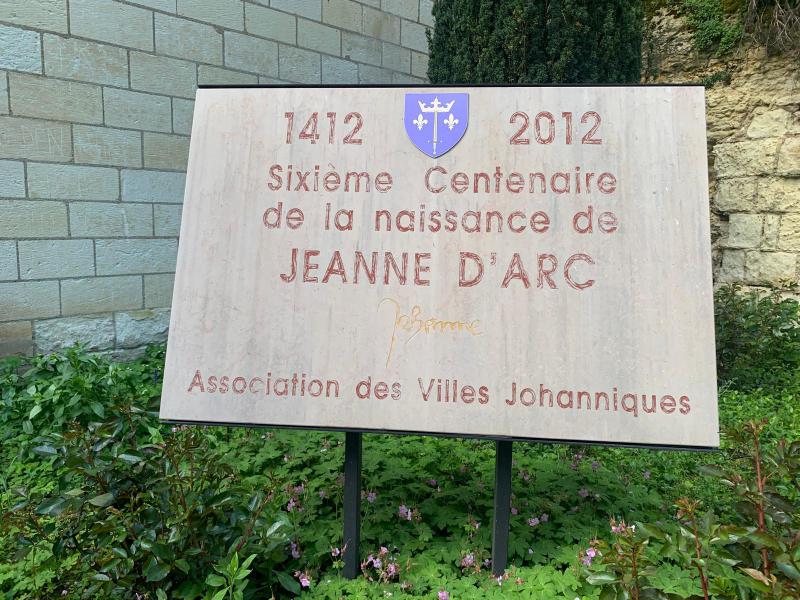 1412 2012
Sixième Centenaire
de la naissance de
JEANNE D'ARC
Jehanne
Association des Villes Johanniques